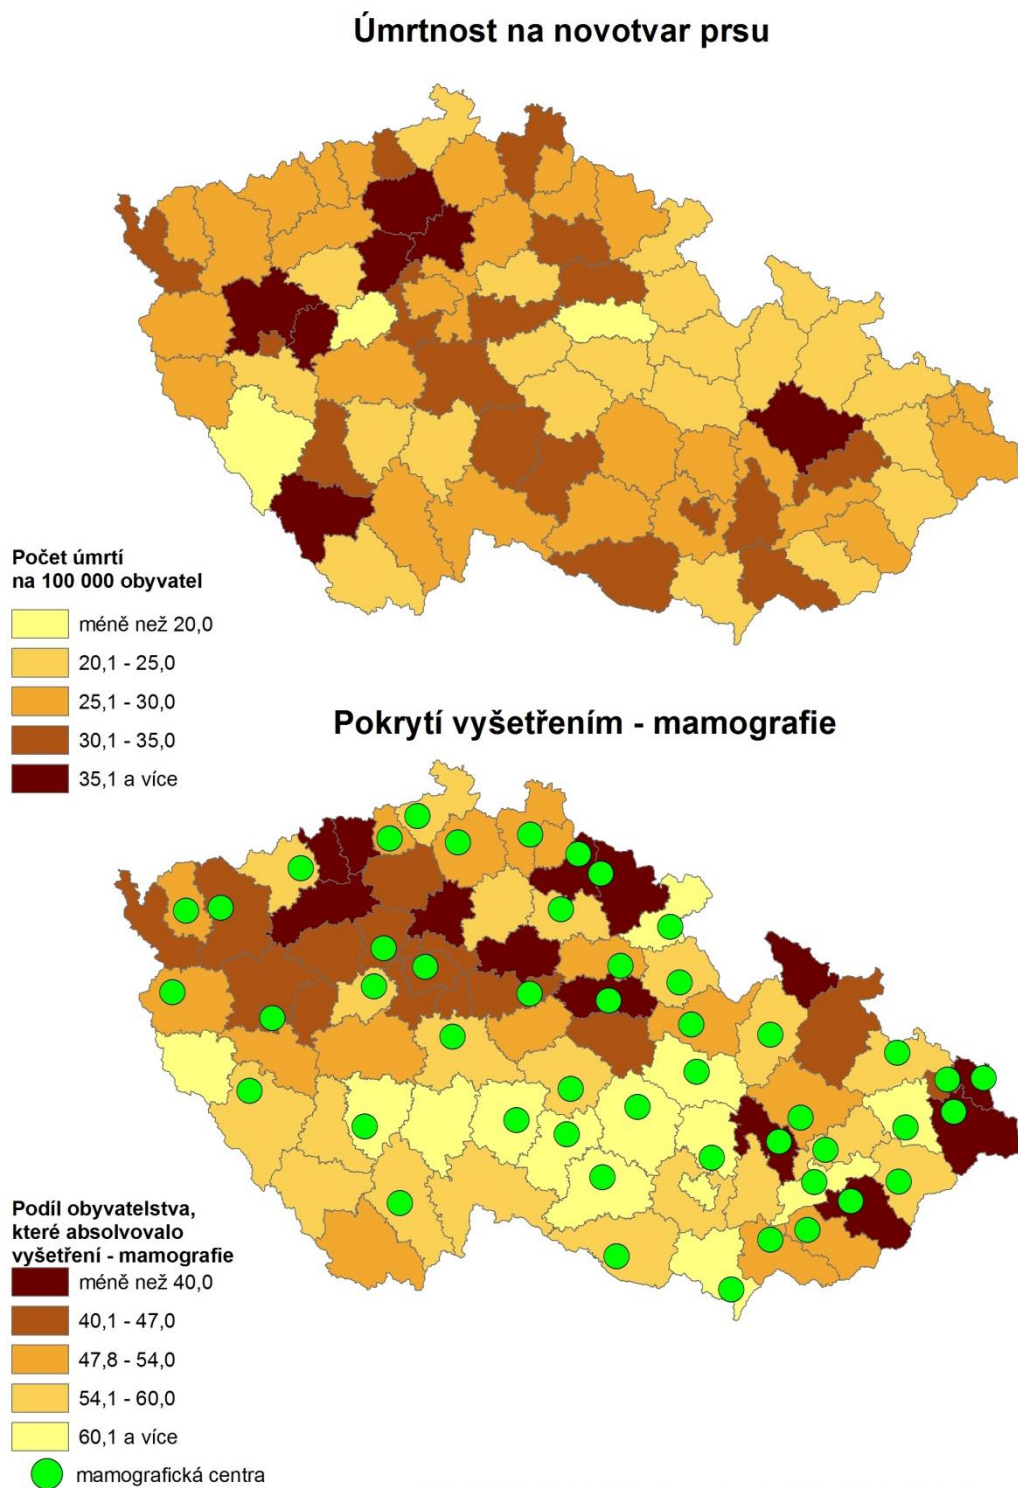 Úmrtnost na novotvar prsu
Počet úmrtí
na 100 000 obyvatel
méně než 20,0
20,1 - 25,0
25,1 - 30,0
30,1 - 35,0
35,1 a více
Pokrytí vyšetřením - mamografie
Podíl obyvatelstva,
které absolvovalo
vyšetření - mamografie
méně než 40,0
40,1 - 47,0
47,8 - 54,0
54,1 - 60,0
60,1 a více
mamografická centra